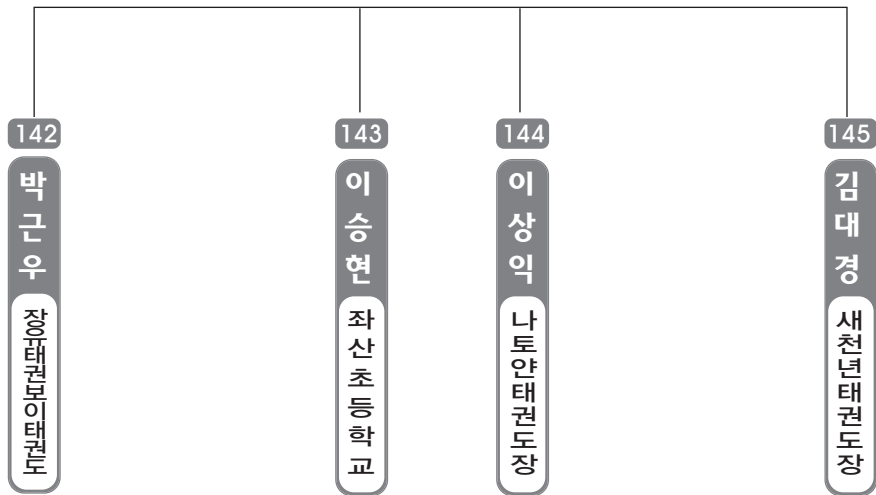 142
박근우
장유태권보이태권도
143
이승현
좌산초등학교
144
이상익
나토얀태권도장
145
김대경
새천년태권도장